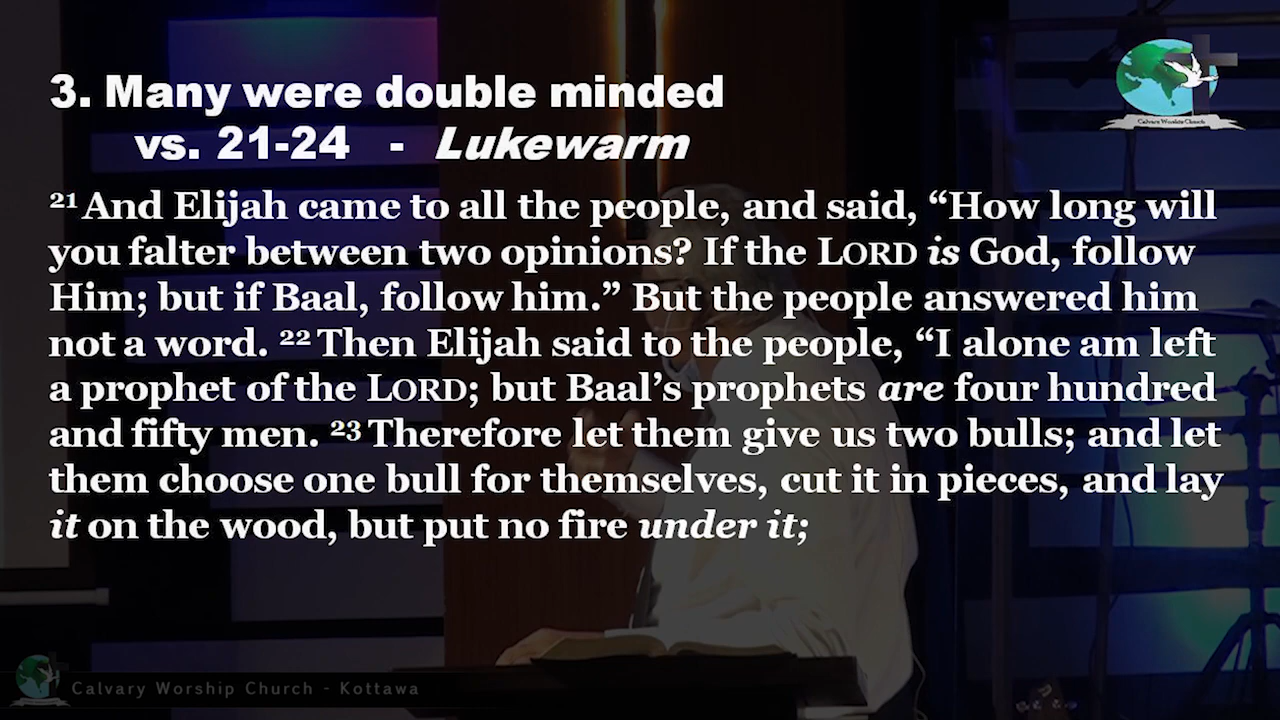 3. Many were double minded
vs. 21-24 - Lukewarm
Calvary Worship Church
²¹ And Elijah came to all the people, and said, “How long will
you falter between two opinions? If the LORD is God, follow
Him; but if Baal, follow him.” But the people answered him
not a word. ²² Then Elijah said to the people, “I alone am left
a prophet of the LORD; but Baal’s prophets are four hundred
and fifty men. ²³ Therefore let them give us two bulls; and let
them choose one bull for themselves, cut it in pieces, and lay
it on the wood, but put no fire under it;
Calvary Worship Church - Kottawa